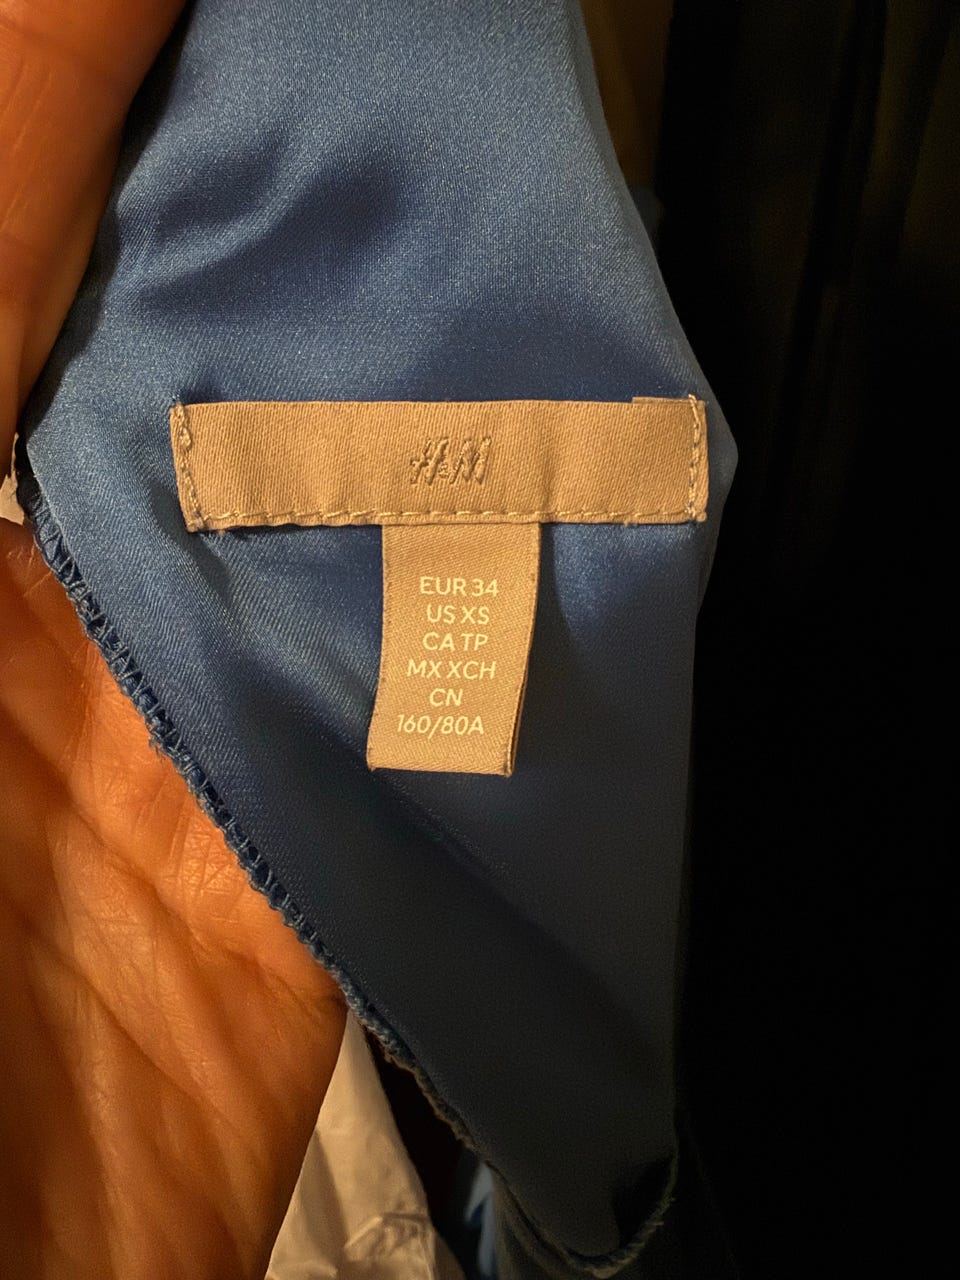 H&M
EUR 34
US XS
CA TP
MX XCH
CN
160/80A